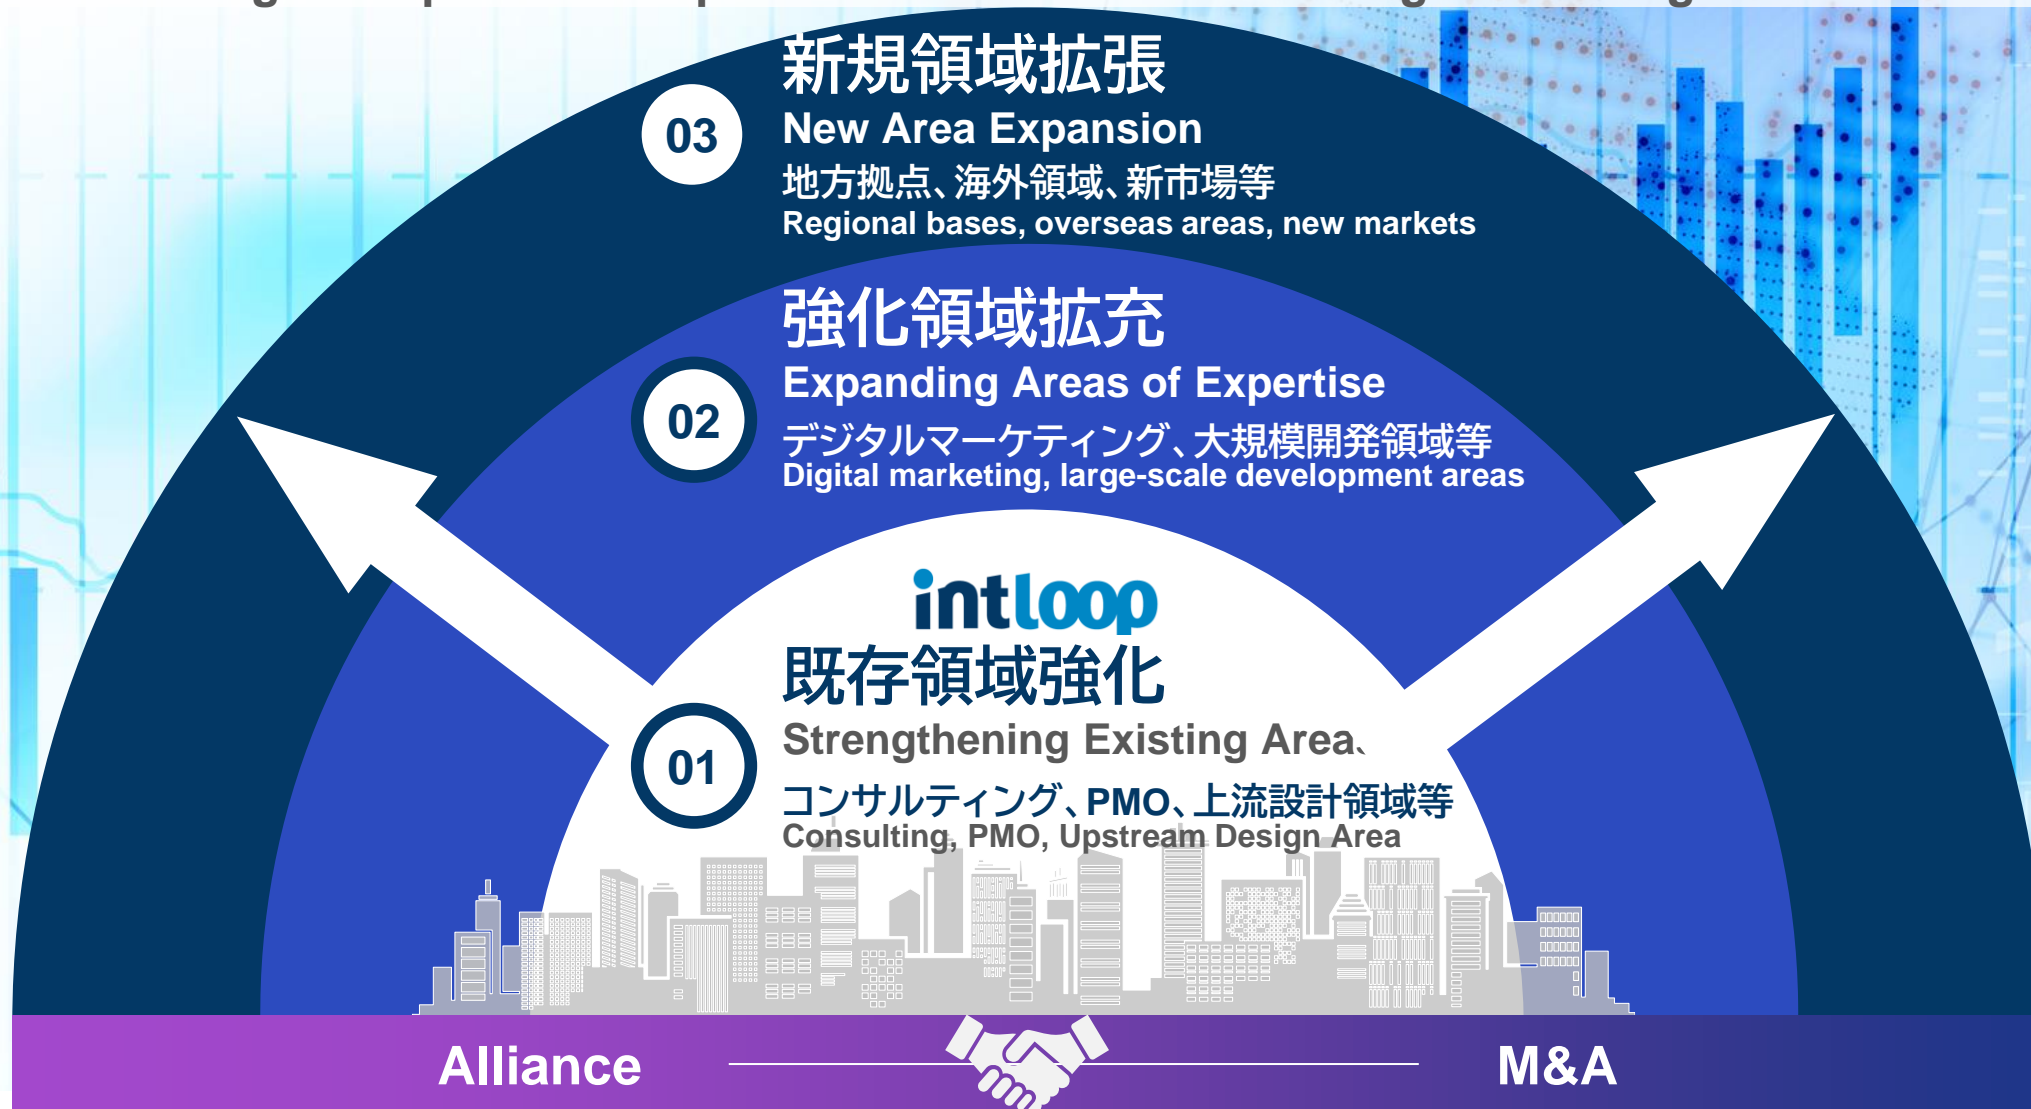 03
新規領域拡張
New Area Expansion
地方拠点、海外領域、新市場等
Regional bases, overseas areas, new markets
02
強化領域拡充
Expanding Areas of Expertise
デジタルマーケティング、大規模開発領域等
Digital marketing, large-scale development areas
intloop
01
既存領域強化
Strengthening Existing Area、
コンサルティング、PMO、上流設計領域等
Consulting, PMO, Upstream Design Area
Alliance
M&A